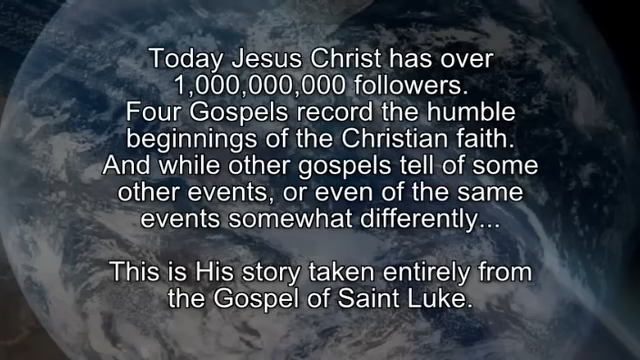 Today Jesus Christ has over
1,000,000,000 followers.
Four Gospels record the humble
beginnings of the Christian faith.
And while other gospels tell of some
other events, or even of the same
events somewhat differently...
This is His story taken entirely from
the Gospel of Saint Luke.